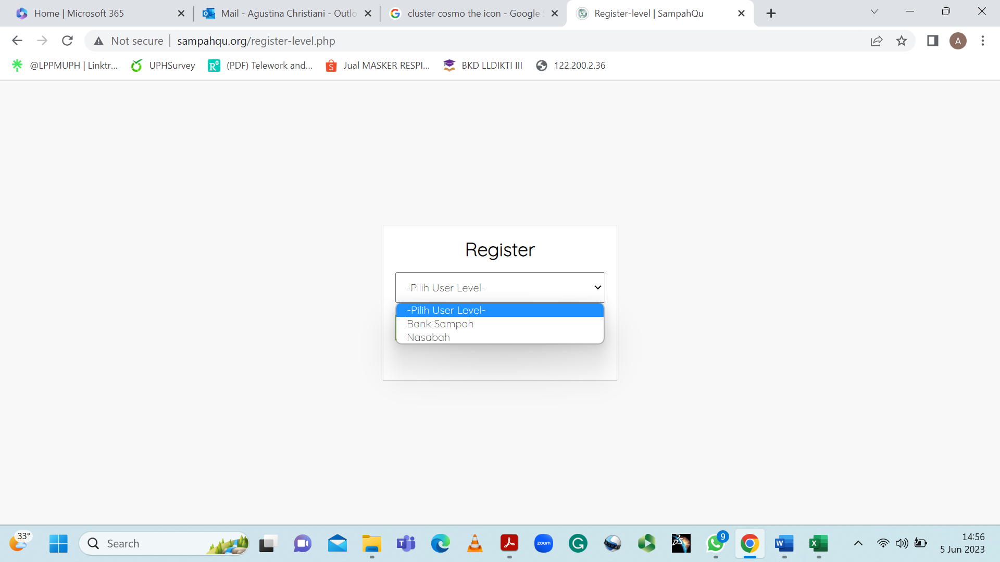 Home | Microsoft 365
Mail - Agustina Christiani - Outlo
cluster cosmo the icon - Google S
Register-level | SampahQu
Not secure
sampahqu.org/register-level.php
A
@LPPMUPH | Linktr...
UPHSurvey
(PDF) Telework and...
Jual MASKER RESPI...
BKD LLDIKTI III
122.200.2.36
Register
-Pilih User Level-
-Pilih User Level-
Bank Sampah
Nasabah
33°
Search
zoom
9
14:56
5 Jun 2023